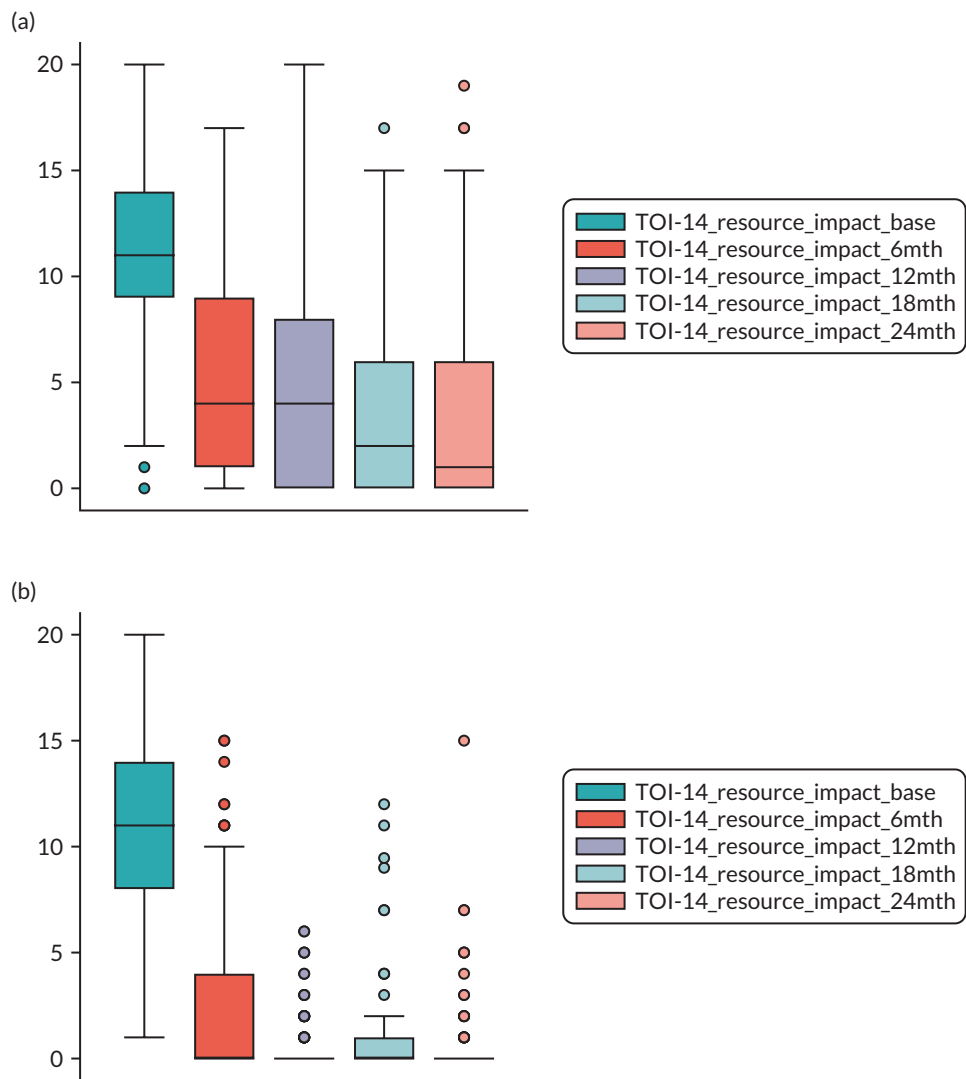 (a)
20
15
10
5
0
TOI-14_resource_impact_base
TOI-14_resource_impact_6mth
TOI-14_resource_impact_12mth
TOI-14_resource_impact_18mth
TOI-14_resource_impact_24mth
(b)
20
15
10
5
0
TOI-14_resource_impact_base
TOI-14_resource_impact_6mth
TOI-14_resource_impact_12mth
TOI-14_resource_impact_18mth
TOI-14_resource_impact_24mth